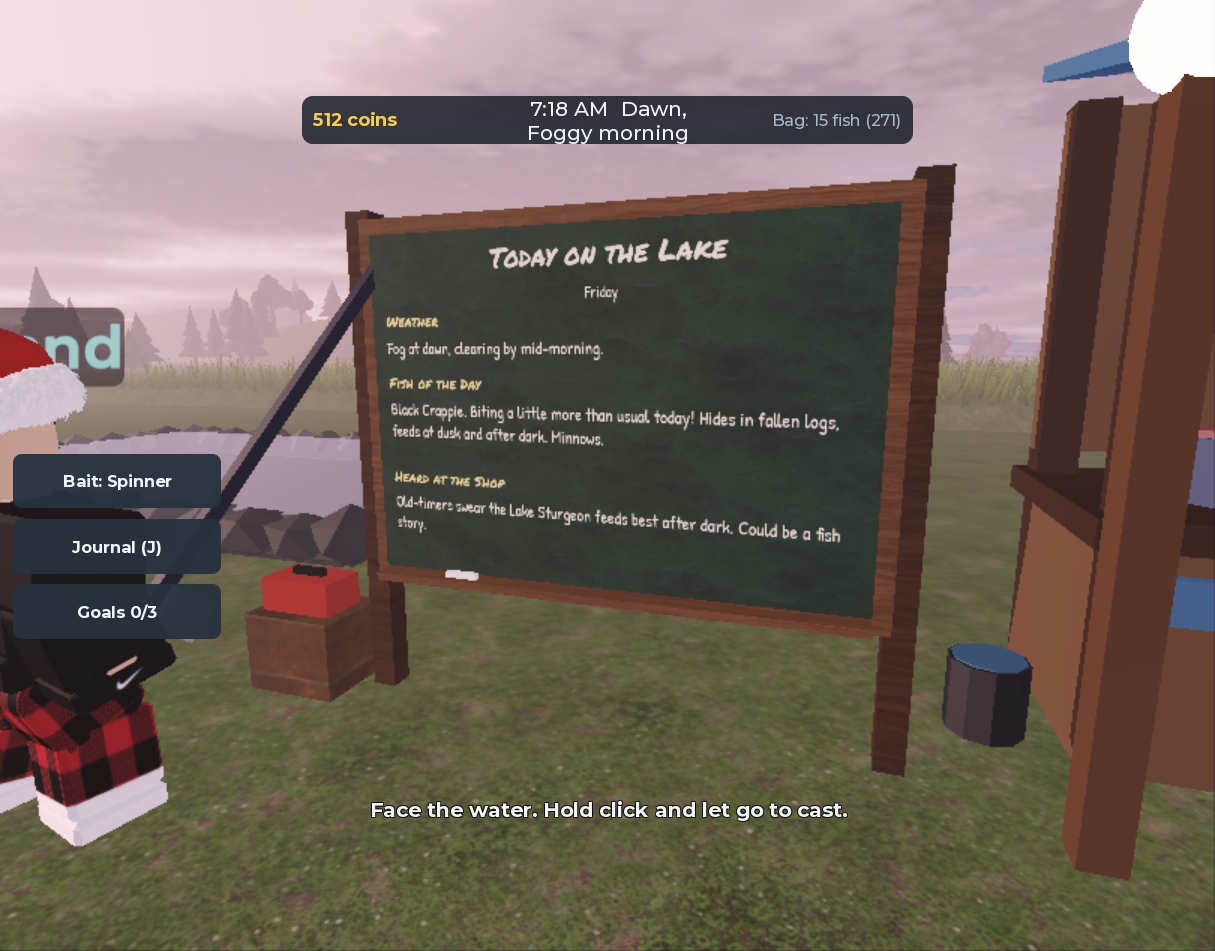 512 coins
7:18 AM  Dawn,
Foggy morning
Bag: 15 fish (271)
Today on the Lake
Friday
Weather
Fog at dawn, clearing by mid-morning.
Fish of the Day
Black Crappie. Biting a little more than usual today! Hides in fallen logs,
feeds at dusk and after dark. Minnows.
Heard at the Shop
Old-timers swear the Lake Sturgeon feeds best after dark. Could be a fish
story.
nd
Bait: Spinner
Journal (J)
Goals 0/3
Face the water. Hold click and let go to cast.